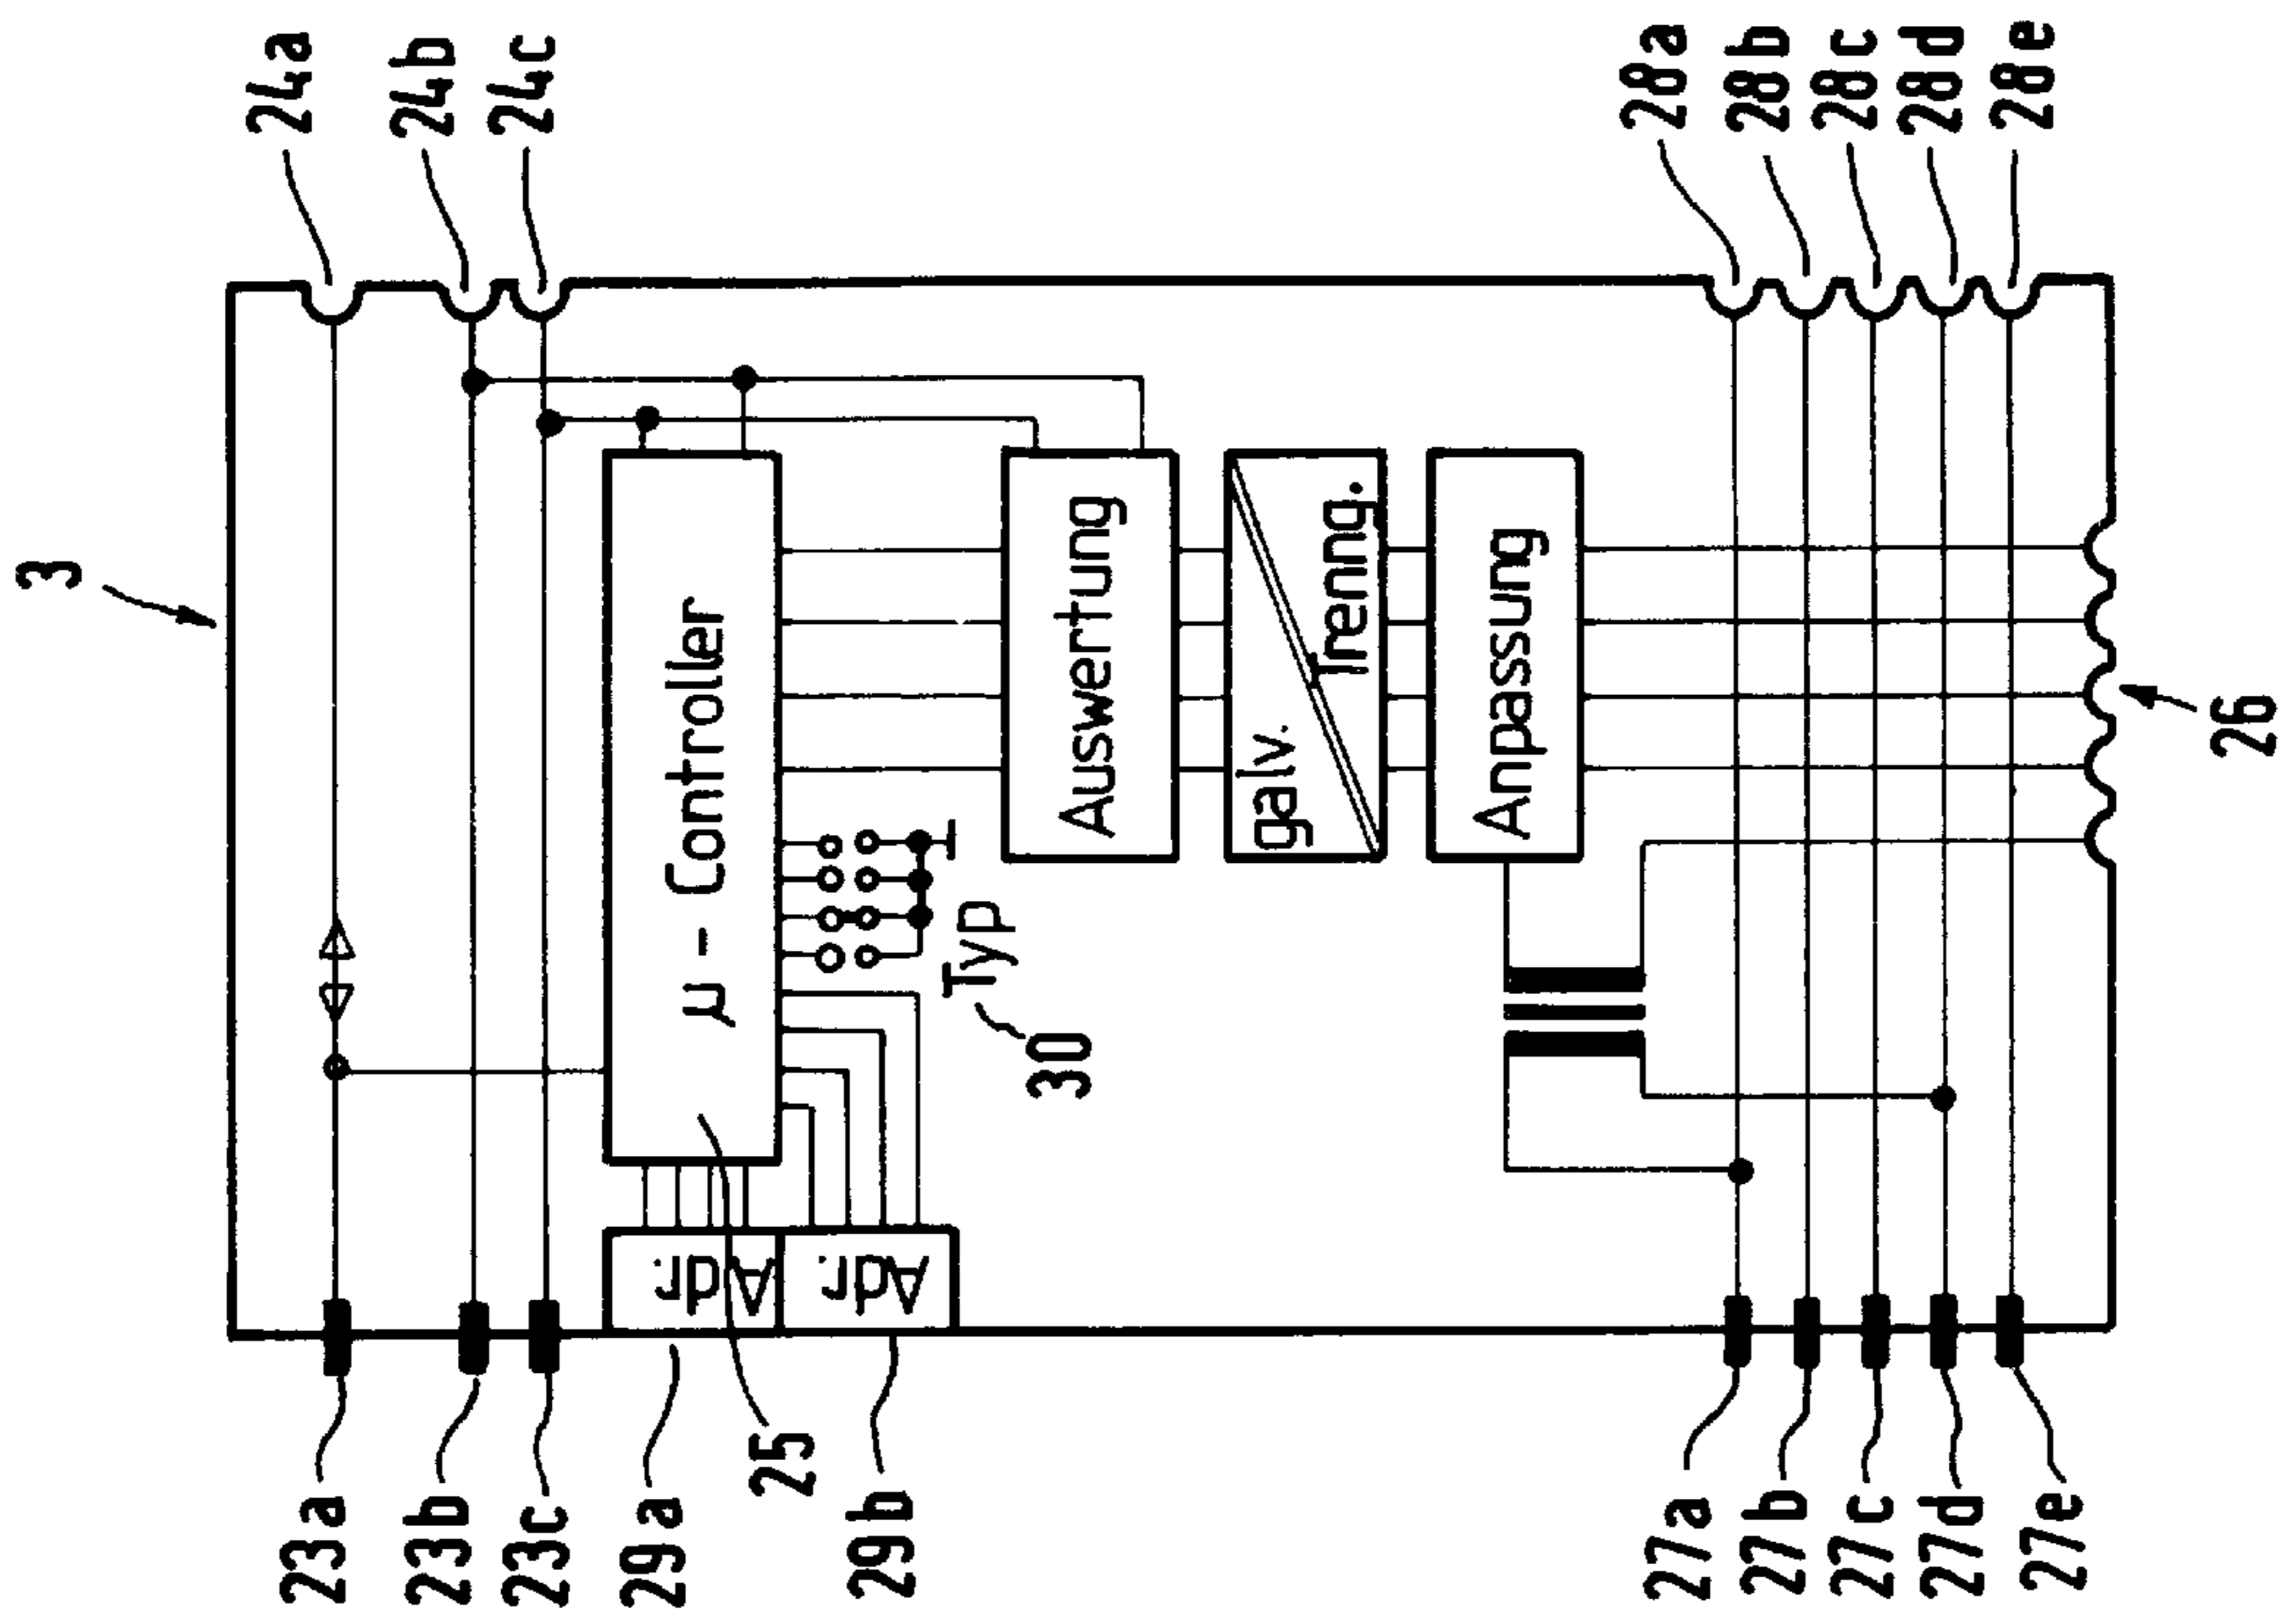 3
24a
24b
24c
28a
28b
28c
28d
28e
µ - Controller
Auswertung
galv.
Trenng.
Anpassung
Typ
30
26
Adr.
Adr.
25
23a
23b
23c
29a
29b
27a
27b
27c
27d
27e